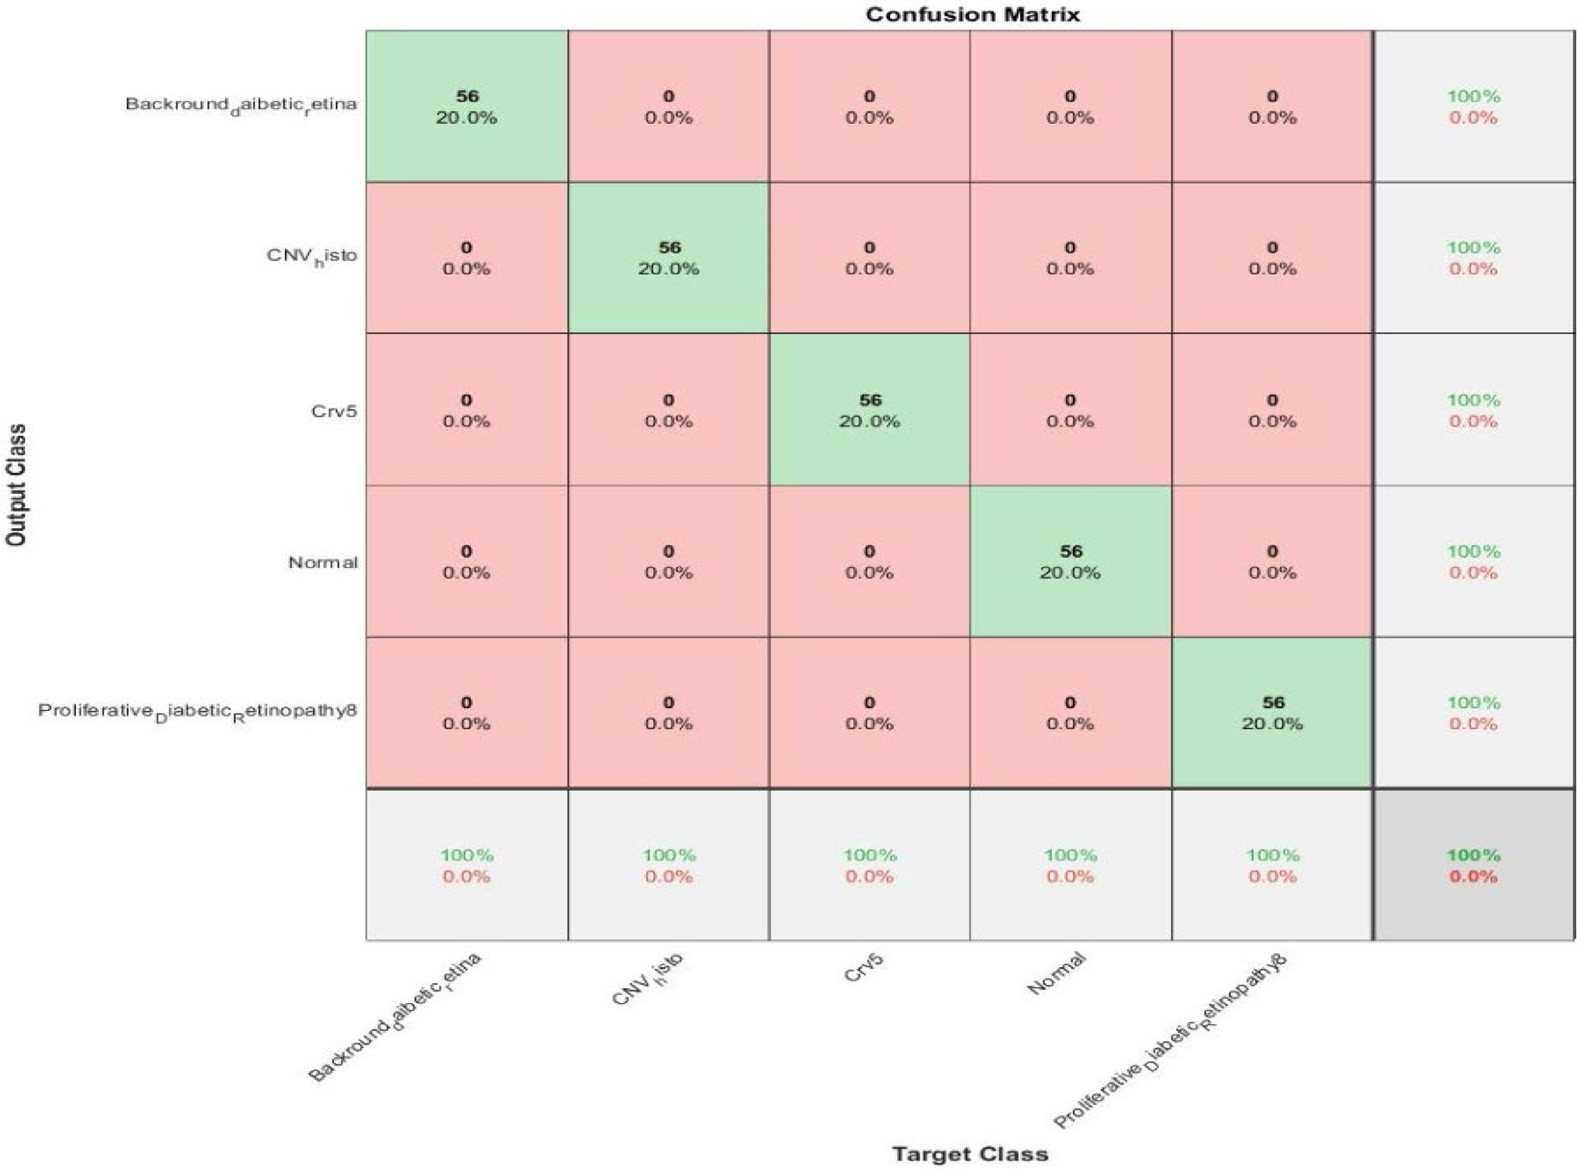 Confusion Matrix
Backround_daibetic_retina 56 0 0 0 0 100%
20.0% 0.0% 0.0% 0.0% 0.0% 0.0%
CNV_histo 0 56 0 0 0 100%
0.0% 20.0% 0.0% 0.0% 0.0% 0.0%
Crv5 0 0 56 0 0 100%
0.0% 0.0% 20.0% 0.0% 0.0% 0.0%
Normal 0 0 0 56 0 100%
0.0% 0.0% 0.0% 20.0% 0.0% 0.0%
Proliferative_Diabetic_Retinopathy8 0 0 0 0 56 100%
0.0% 0.0% 0.0% 0.0% 20.0% 0.0%
100% 100% 100% 100% 100% 100%
0.0% 0.0% 0.0% 0.0% 0.0% 0.0%
Output Class
Backround_daibetic_retina CNV_histo Crv5 Normal Proliferative_Diabetic_Retinopathy8
Target Class